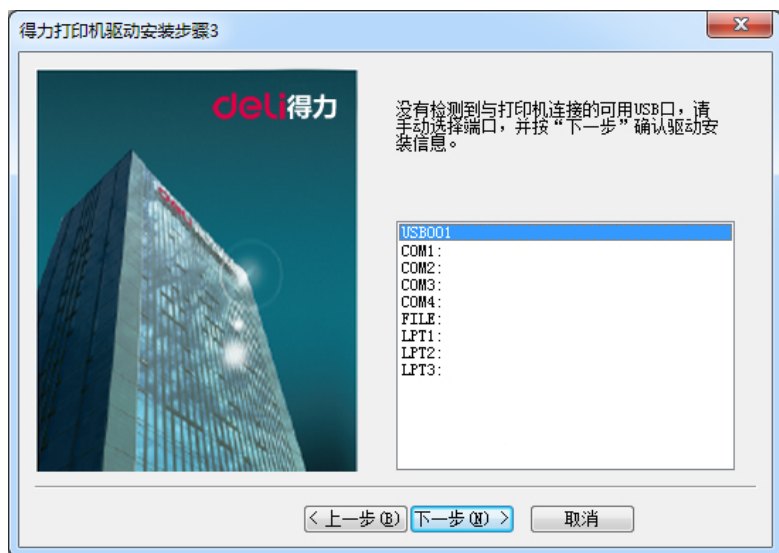 得力打印机驱动安装步骤3
deli得力
没有检测到与打印机连接的可用USB口，请
手动选择端口，并按“下一步”确认驱动安
装信息。
USB001
COM1:
COM2:
COM3:
COM4:
FILE:
LPT1:
LPT2:
LPT3:
< 上一步(B)
下一步(N) >
取消